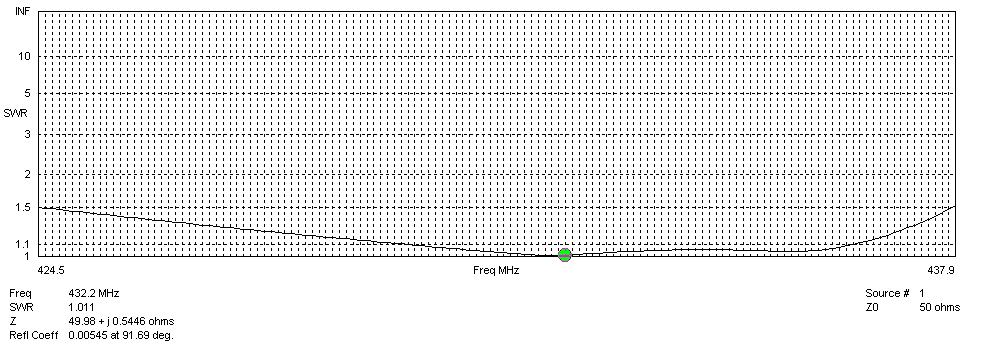 INF
10
5
SWR
3
2
1.5
1.1
1
424.5 Freq MHz 437.9
Freq 432.2 MHz Source # 1
SWR 1.011 Z0 50 ohms
Z 49.98 + j 0.5446 ohms
Refl Coeff 0.00545 at 91.69 deg.